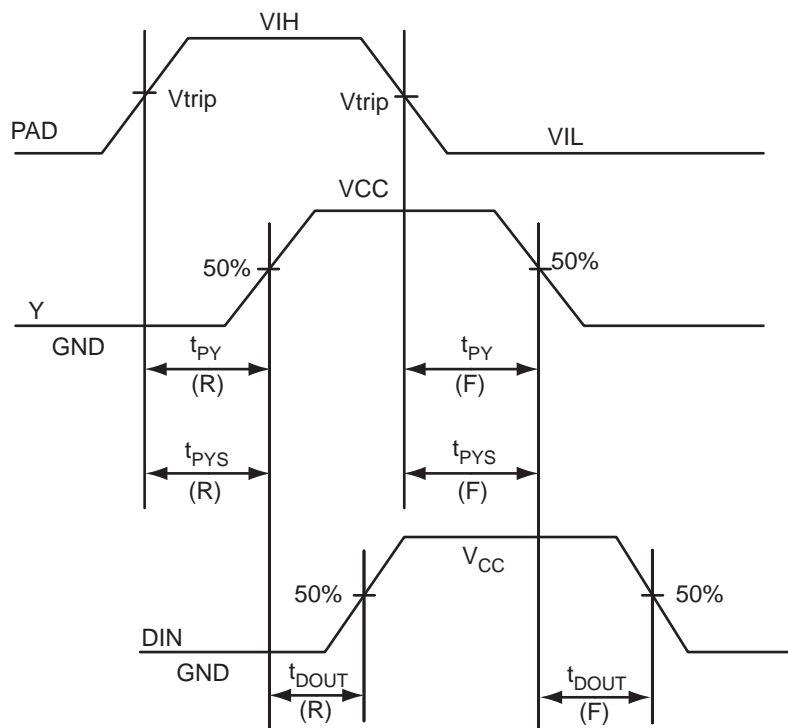 VIH
Vtrip
Vtrip
PAD
VIL
VCC
50%
50%
Y
GND
tPY
(R)
tPY
(F)
tPYS
(R)
tPYS
(F)
VCC
50%
50%
DIN
GND
tDOUT
(R)
tDOUT
(F)